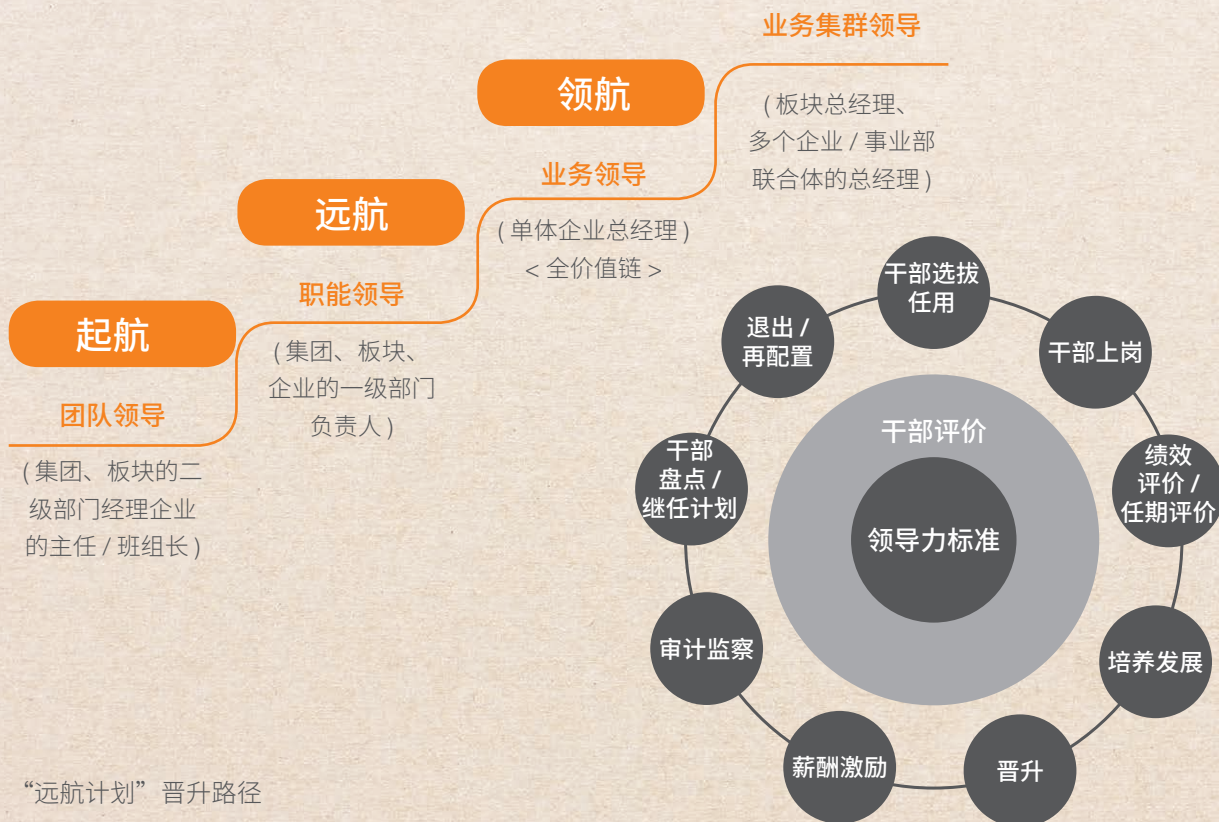 业务集群领导
(板块总经理、
多个企业 / 事业部
联合体的总经理)
领航
业务领导
(单体企业总经理)
< 全价值链 >
远航
职能领导
(集团、板块、
企业的一级部门
负责人)
起航
团队领导
(集团、板块的二
级部门经理企业
的主任 / 班组长)
干部选拔
任用
干部上岗
绩效
评价 /
任期评价
培养发展
晋升
薪酬激励
审计监察
干部
盘点 /
继任计划
退出 /
再配置
干部评价
领导力标准
“远航计划”晋升路径